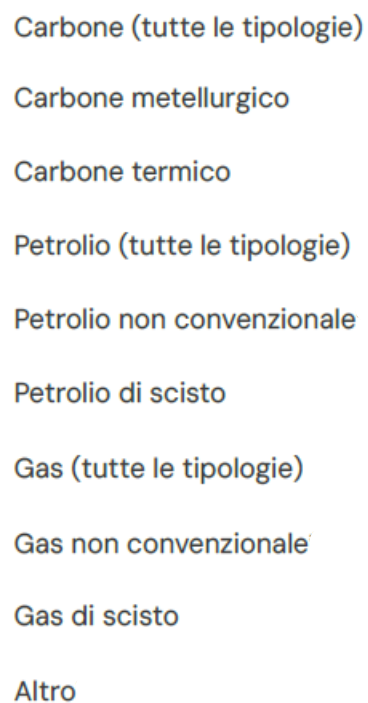 Carbone (tutte le tipologie)
Carbone metellurgico
Carbone termico
Petrolio (tutte le tipologie)
Petrolio non convenzionale
Petrolio di scisto
Gas (tutte le tipologie)
Gas non convenzionale
Gas di scisto
Altro